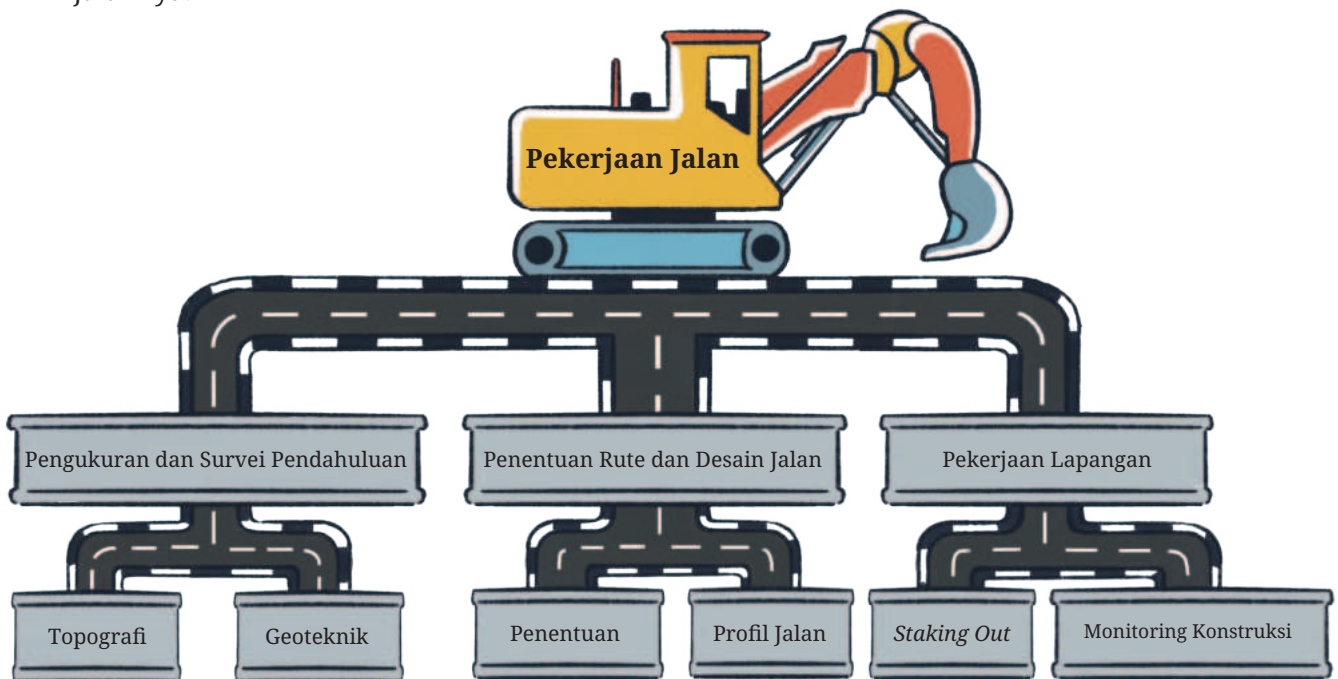 Pekerjaan Jalan
Pengukuran dan Survei Pendahuluan
Penentuan Rute dan Desain Jalan
Pekerjaan Lapangan
Topografi
Geoteknik
Penentuan
Profil Jalan
Staking Out
Monitoring Konstruksi